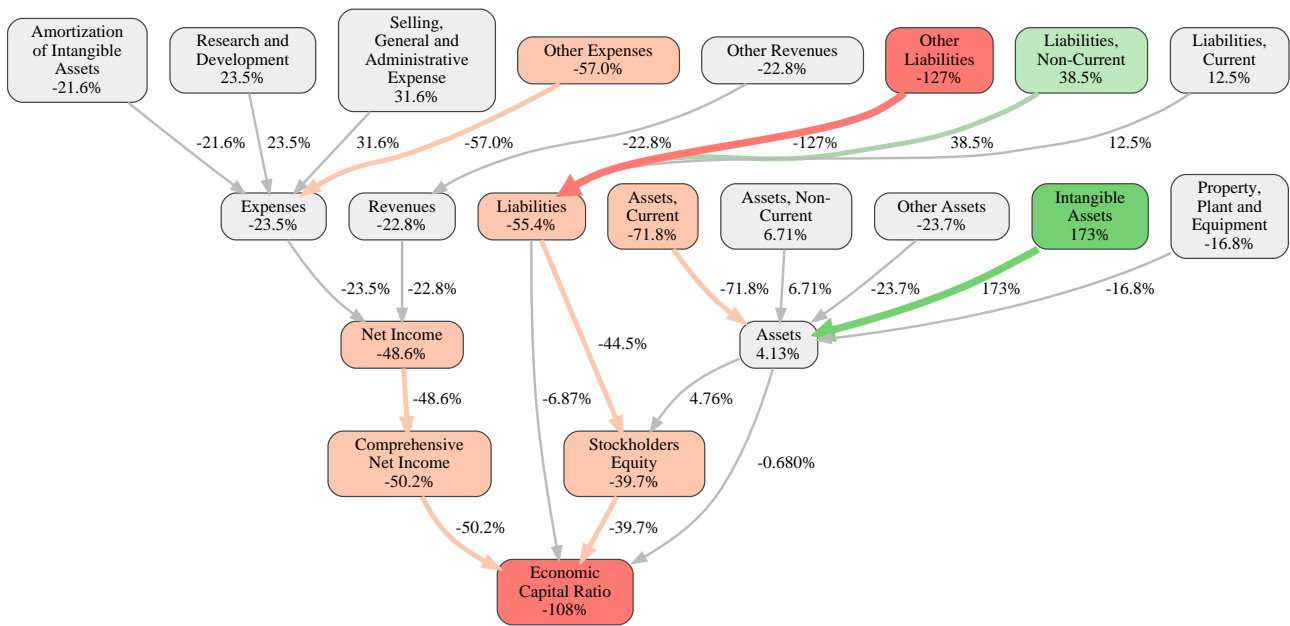 Amortization
of Intangible
Assets
-21.6%
Research and
Development
23.5%
Selling,
General and
Administrative
Expense
31.6%
Other Expenses
-57.0%
Other Revenues
-22.8%
Other
Liabilities
-127%
Liabilities,
Non-Current
38.5%
Liabilities,
Current
12.5%
-21.6%
23.5%
31.6%
-57.0%
-22.8%
-127%
38.5%
12.5%
Expenses
-23.5%
Revenues
-22.8%
Liabilities
-55.4%
Assets,
Current
-71.8%
Assets, Non-
Current
6.71%
Other Assets
-23.7%
Intangible
Assets
173%
Property,
Plant and
Equipment
-16.8%
-23.5%
-22.8%
-71.8%
6.71%
-23.7%
173%
-16.8%
Net Income
-48.6%
-44.5%
Assets
4.13%
-48.6%
-6.87%
4.76%
Comprehensive
Net Income
-50.2%
Stockholders
Equity
-39.7%
-0.680%
-50.2%
-39.7%
Economic
Capital Ratio
-108%